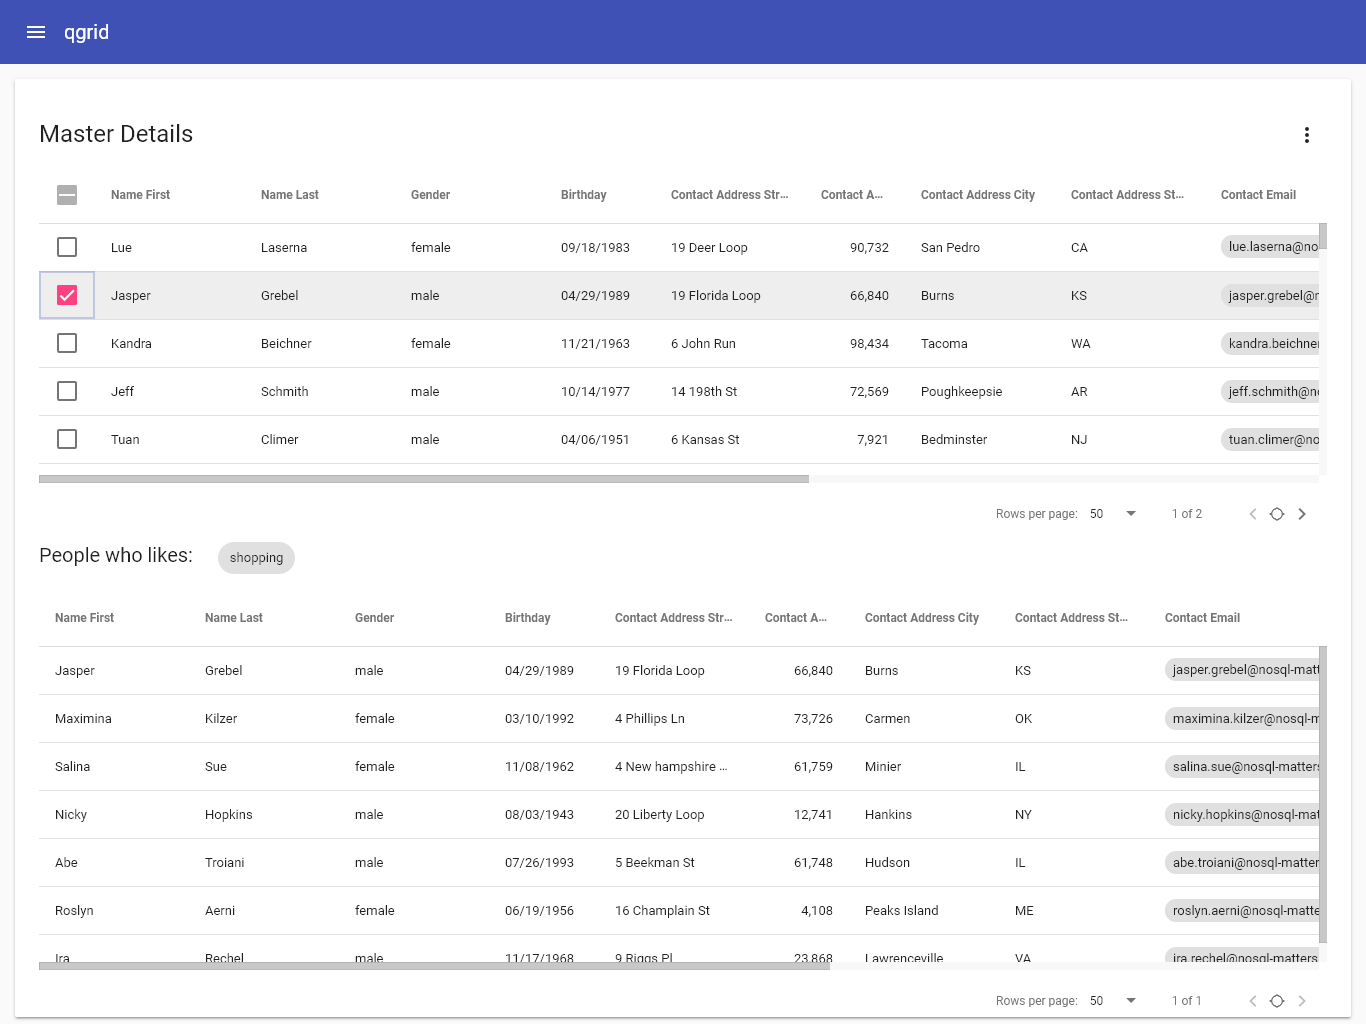 qgrid
Master Details
Name First Name Last Gender Birthday Contact Address Str... Contact A... Contact Address City Contact Address St... Contact Email
Lue Laserna female 09/18/1983 19 Deer Loop 90,732 San Pedro CA lue.laserna@no
Jasper Grebel male 04/29/1989 19 Florida Loop 66,840 Burns KS jasper.grebel@n
Kandra Beichner female 11/21/1963 6 John Run 98,434 Tacoma WA kandra.beichner
Jeff Schmith male 10/14/1977 14 198th St 72,569 Poughkeepsie AR jeff.schmith@no
Tuan Climer male 04/06/1951 6 Kansas St 7,921 Bedminster NJ tuan.climer@no
Rows per page: 50 1 of 2
People who likes: shopping
Name First Name Last Gender Birthday Contact Address Str... Contact A... Contact Address City Contact Address St... Contact Email
Jasper Grebel male 04/29/1989 19 Florida Loop 66,840 Burns KS jasper.grebel@nosql-matt
Maximina Kilzer female 03/10/1992 4 Phillips Ln 73,726 Carmen OK maximina.kilzer@nosql-m
Salina Sue female 11/08/1962 4 New hampshire ... 61,759 Minier IL salina.sue@nosql-matters
Nicky Hopkins male 08/03/1943 20 Liberty Loop 12,741 Hankins NY nicky.hopkins@nosql-mat
Abe Troiani male 07/26/1993 5 Beekman St 61,748 Hudson IL abe.troiani@nosql-matter
Roslyn Aerni female 06/19/1956 16 Champlain St 4,108 Peaks Island ME roslyn.aerni@nosql-matte
Ira Rechel male 11/17/1968 9 Riggs Pl 23,868 Lawrenceville VA ira.rechel@nosql-matters
Rows per page: 50 1 of 1